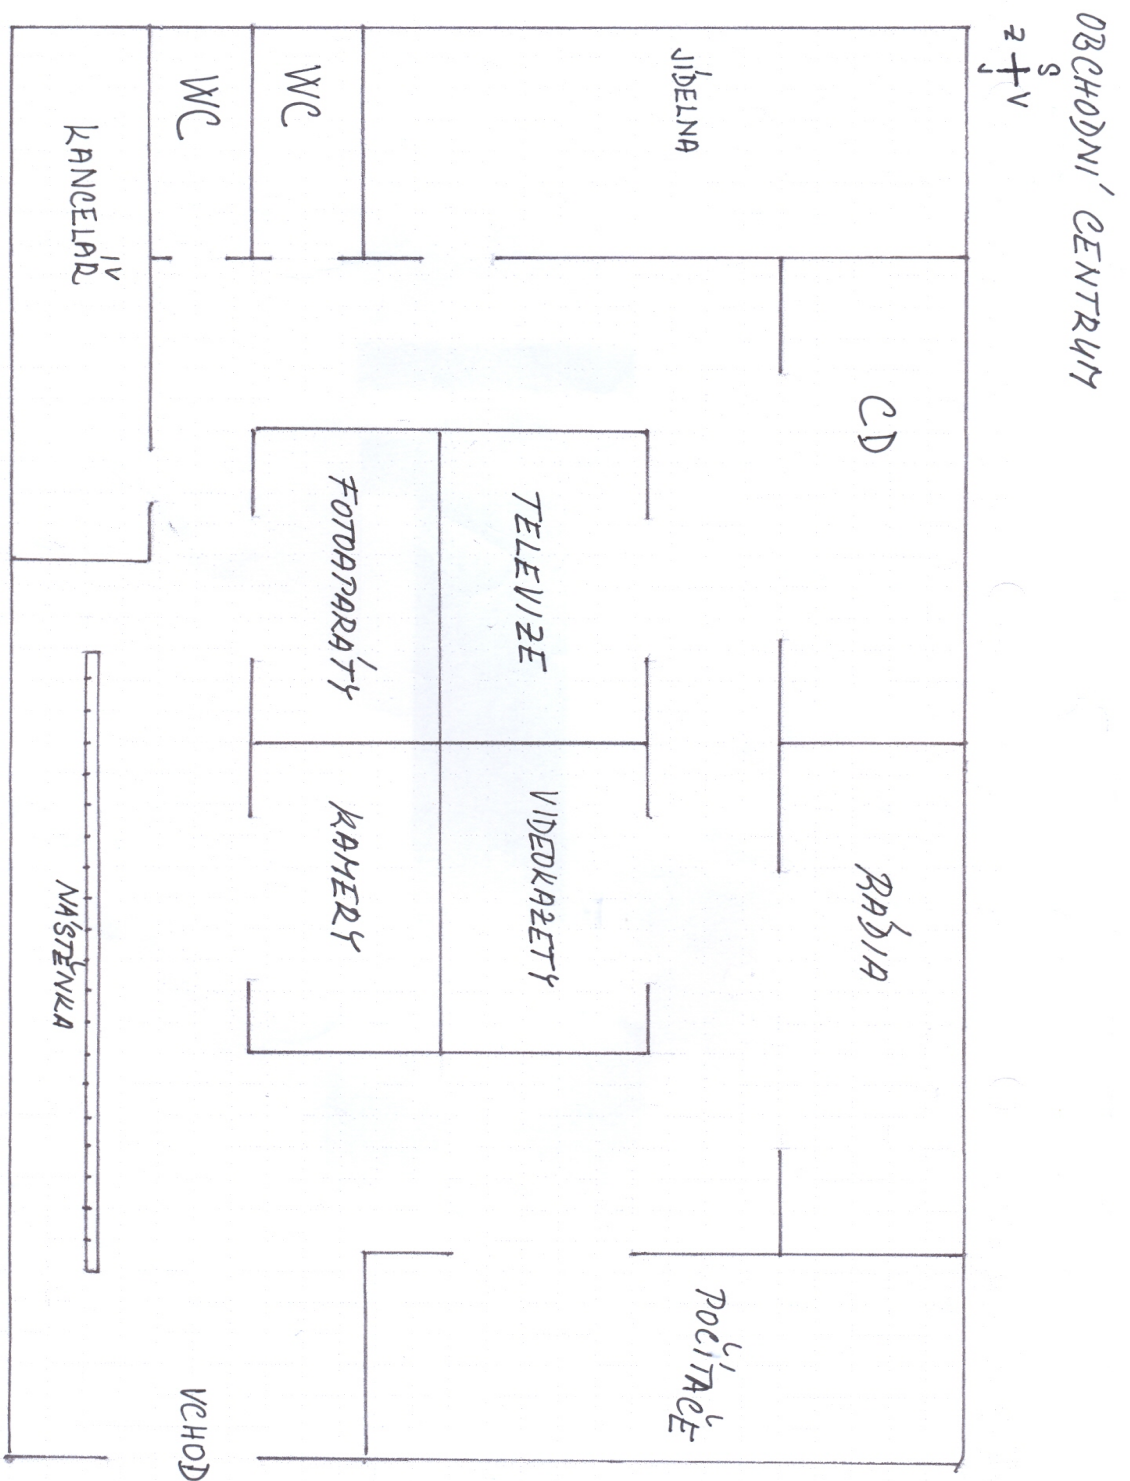 OBCHODNÍ CENTRUM
S
Z V
J
CD
RÁDIA
JÍDELNA
POČÍTAČE
TELEVIZE
VIDEOKAZETY
FOTOAPARÁTY
KAMERY
WC
WC
VCHOD
KANCELÁŘ
NÁSTĚNKA